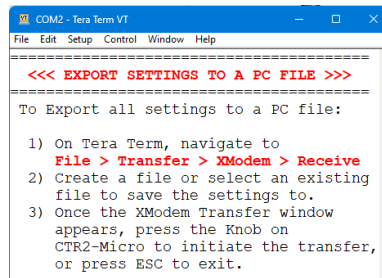 COM2 - Tera Term VT
File Edit Setup Control Window Help
========================================
<<< EXPORT SETTINGS TO A PC FILE >>>
========================================
To Export all settings to a PC file:
1) On Tera Term, navigate to
File > Transfer > XModem > Receive
2) Create a file or select an existing
file to save the settings to.
3) Once the XModem Transfer window
appears, press the Knob on
CTR2-Micro to initiate the transfer,
or press ESC to exit.